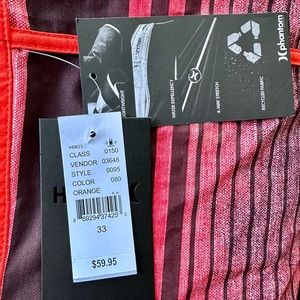 phantom
WATER REPELLENCY
4-WAY STRETCH
RECYCLED FABRIC
440623
CLASS 0150
VENDOR 03648
STYLE 0095
COLOR 080
ORANGE
33
$59.95